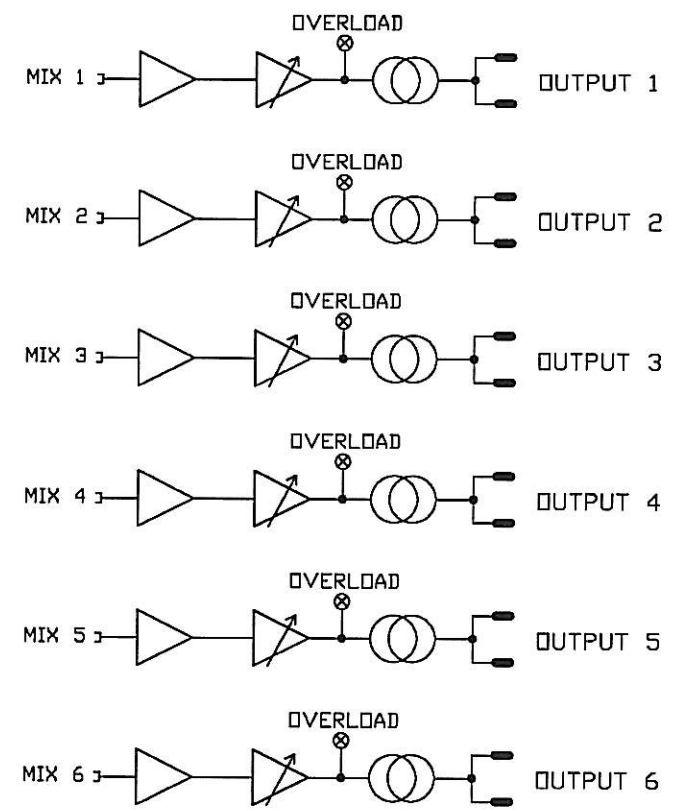 OVERLOAD
MIX 1 OUTPUT 1
OVERLOAD
MIX 2 OUTPUT 2
OVERLOAD
MIX 3 OUTPUT 3
OVERLOAD
MIX 4 OUTPUT 4
OVERLOAD
MIX 5 OUTPUT 5
OVERLOAD
MIX 6 OUTPUT 6